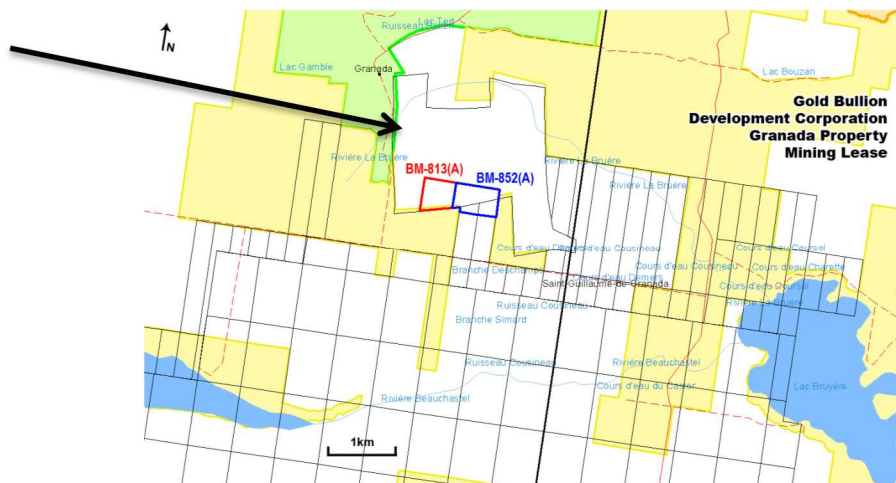 Lac Ted
N
Lac Gamble
Granada
Lac Bouzan
Gold Bullion
Development Corporation
Granada Property
Mining Lease
Rivière La Bruère
BM-813(A)
BM-852(A)
Rivière La Bruère
Rivière La Bruère
Cours d'eau Cousineau
Cours d'eau Coursol
Branche Deschamps
Cours d'eau Demers
Cours d'eau Cousineau
Cours d'eau Charette
Saint-Guillaume-de-Granada
Cours d'eau Coursol
Ruisseau Cousineau
Rivière La Bruère
Branche Simard
Ruisseau Cousineau
Rivière Beauchastel
Cours d'eau du Castor
Lac Bruyère
Rivière Beauchastel
1km